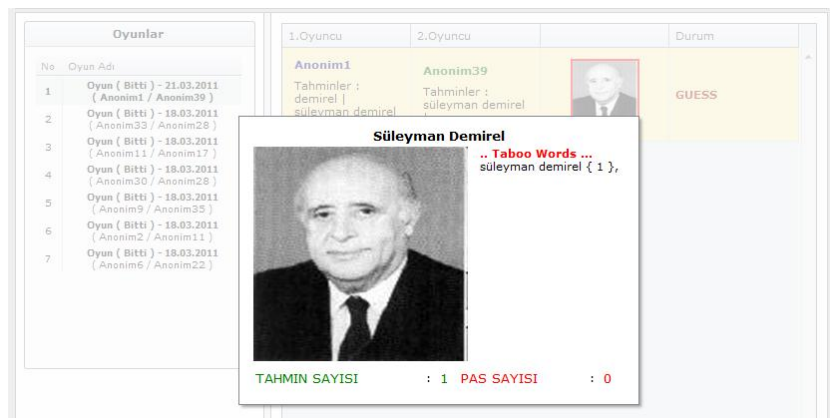 Oyunlar
No Oyun Adı
1 Oyun ( Bitti ) - 21.03.2011
( Anonim1 / Anonim39 )
2 Oyun ( Bitti ) - 18.03.2011
( Anonim33 / Anonim28 )
3 Oyun ( Bitti ) - 18.03.2011
( Anonim11 / Anonim17 )
4 Oyun ( Bitti ) - 18.03.2011
( Anonim30 / Anonim28 )
5 Oyun ( Bitti ) - 18.03.2011
( Anonim9 / Anonim35 )
6 Oyun ( Bitti ) - 18.03.2011
( Anonim2 / Anonim11 )
7 Oyun ( Bitti ) - 18.03.2011
( Anonim6 / Anonim22 )
1.Oyuncu 2.Oyuncu Durum
Anonim1
Tahminler :
demirel |
süleyman demirel
Anonim39
Tahminler :
süleyman demirel
GUESS
Süleyman Demirel
.. Taboo Words ...
süleyman demirel { 1 },
TAHMIN SAYISI : 1 PAS SAYISI : 0